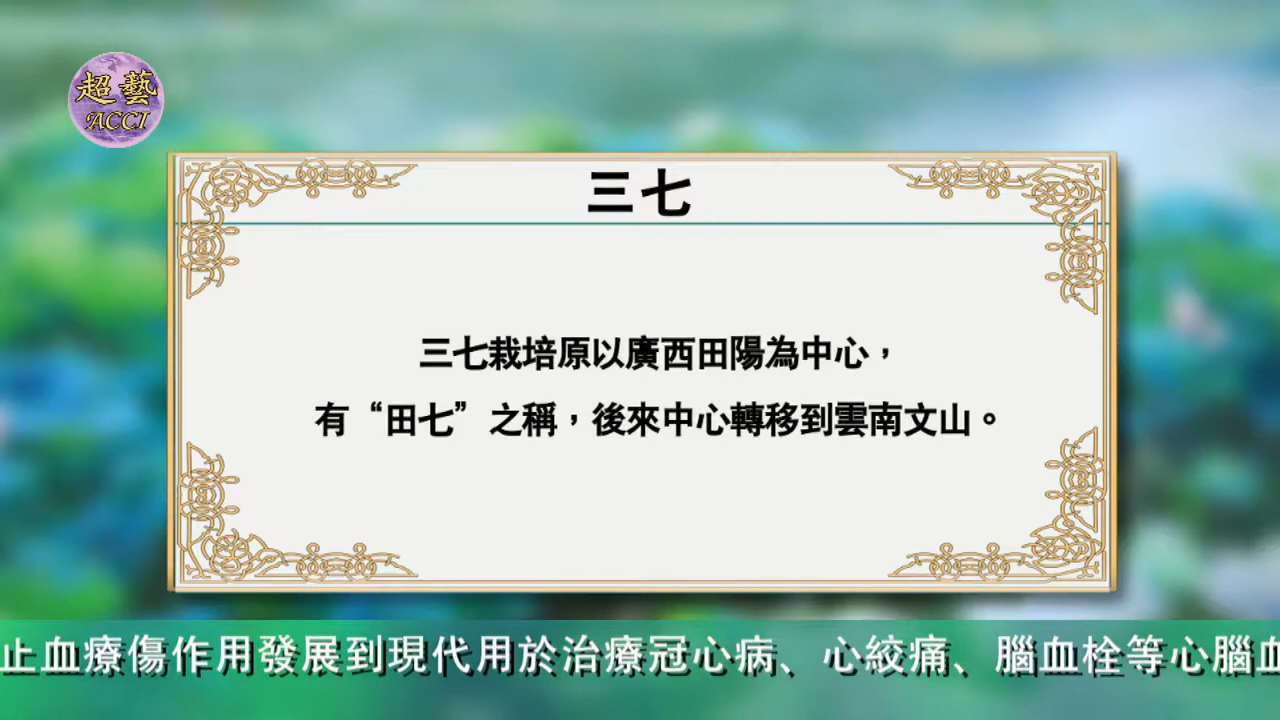 超藝
ACCI
三七
三七栽培原以廣西田陽為中心，
有“田七”之稱，後來中心轉移到雲南文山。
止血療傷作用發展到現代用於治療冠心病、心絞痛、腦血栓等心腦血